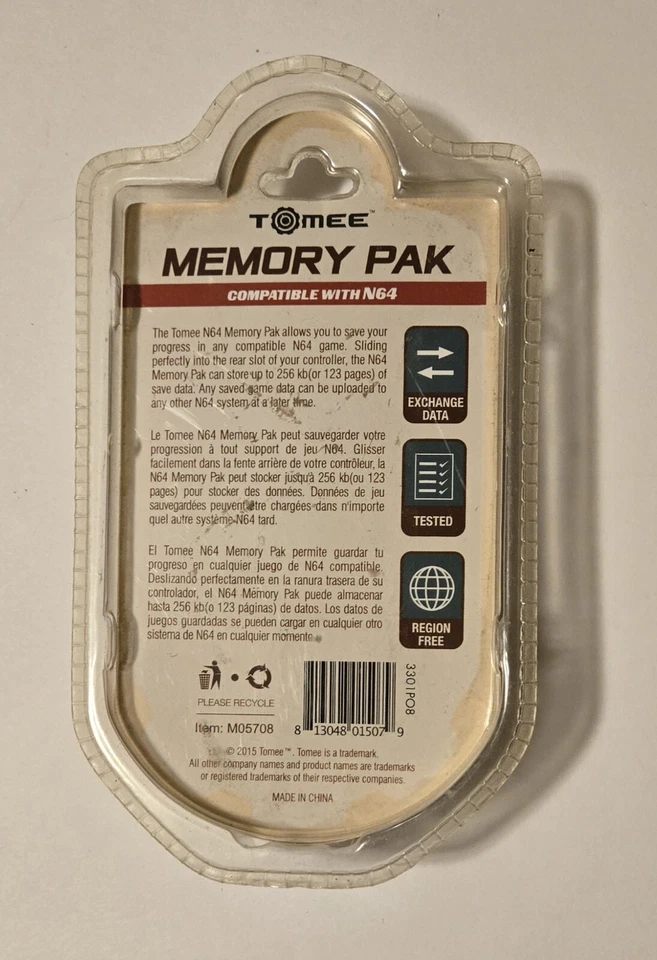 TOMEE™
MEMORY PAK
COMPATIBLE WITH N64
The Tomee N64 Memory Pak allows you to save your
progress in any compatible N64 game. Sliding
perfectly into the rear slot of your controller, the N64
Memory Pak can store up to 256 kb(or 123 pages) of
save data. Any saved game data can be uploaded to
any other N64 system at a later time.
EXCHANGE
DATA
Le Tomee N64 Memory Pak peut sauvegarder votre
progression à tout support de jeu N64. Glisser
facilement dans la fente arrière de votre contrôleur, la
N64 Memory Pak peut stocker jusqu'à 256 kb(ou 123
pages) pour stocker des données. Données de jeu
sauvegardées peuvent être chargées dans n'importe
quel autre système N64 tard.
TESTED
El Tomee N64 Memory Pak permite guardar tu
progreso en cualquier juego de N64 compatible.
Deslizando perfectamente en la ranura trasera de su
controlador, el N64 Memory Pak puede almacenar
hasta 256 kb(o 123 páginas) de datos. Los datos de
juegos guardadas se pueden cargar en cualquier otro
sistema de N64 en cualquier momento.
REGION
FREE
PLEASE RECYCLE
Item: M05708
8 13048 01507 9
3301PO8
© 2015 Tomee™. Tomee is a trademark.
All other company names and product names are trademarks
or registered trademarks of their respective companies.
MADE IN CHINA